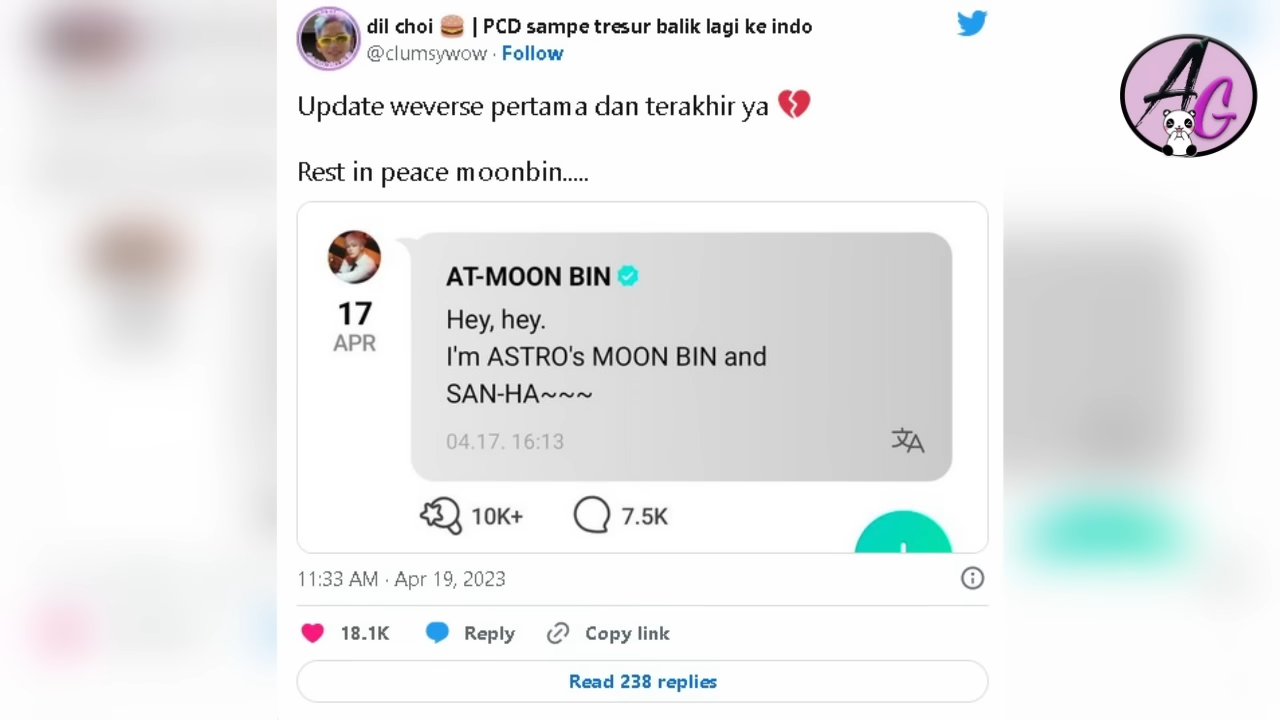 dil choi 🍔 | PCD sampe tresur balik lagi ke indo
@clumsywow · Follow
Update weverse pertama dan terakhir ya 💔
Rest in peace moonbin.....
AT-MOON BIN
17
APR
Hey, hey.
I'm ASTRO's MOON BIN and
SAN-HA~~~
04.17. 16:13
文A
10K+ 7.5K
11:33 AM · Apr 19, 2023
18.1K Reply Copy link
Read 238 replies
AG